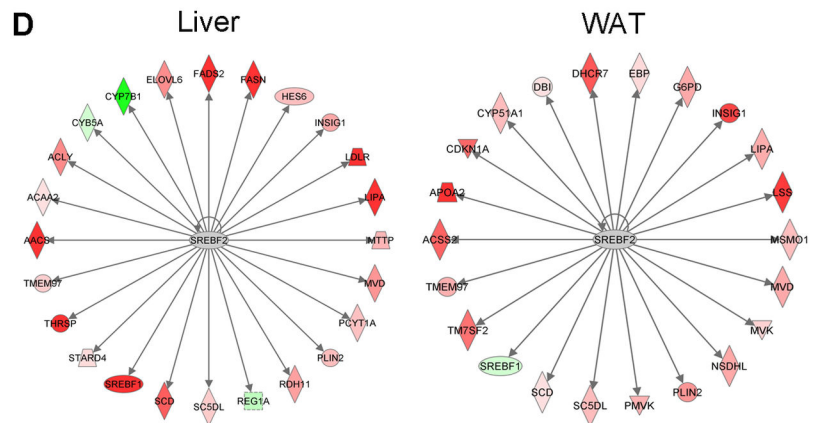 D
Liver
WAT
FADS2
FASN
HES6
INSIG1
LDLR
LIPA
MTTP
MVD
PCYT1A
PLIN2
RDH11
REG1A
SC5DL
SCD
SREBF1
STARD4
THRSP
TMEM97
AACS
ACAA2
ACLY
CYB5A
CYP7B1
ELOVL6
SREBF2
DHCR7
EBP
G6PD
INSIG1
LIPA
LSS
MSMO1
MVD
MVK
NSDHL
PLIN2
PMVK
SC5DL
SCD
SREBF1
TM7SF2
TMEM97
ACSS2
APOA2
CDKN1A
CYP51A1
DBI
SREBF2